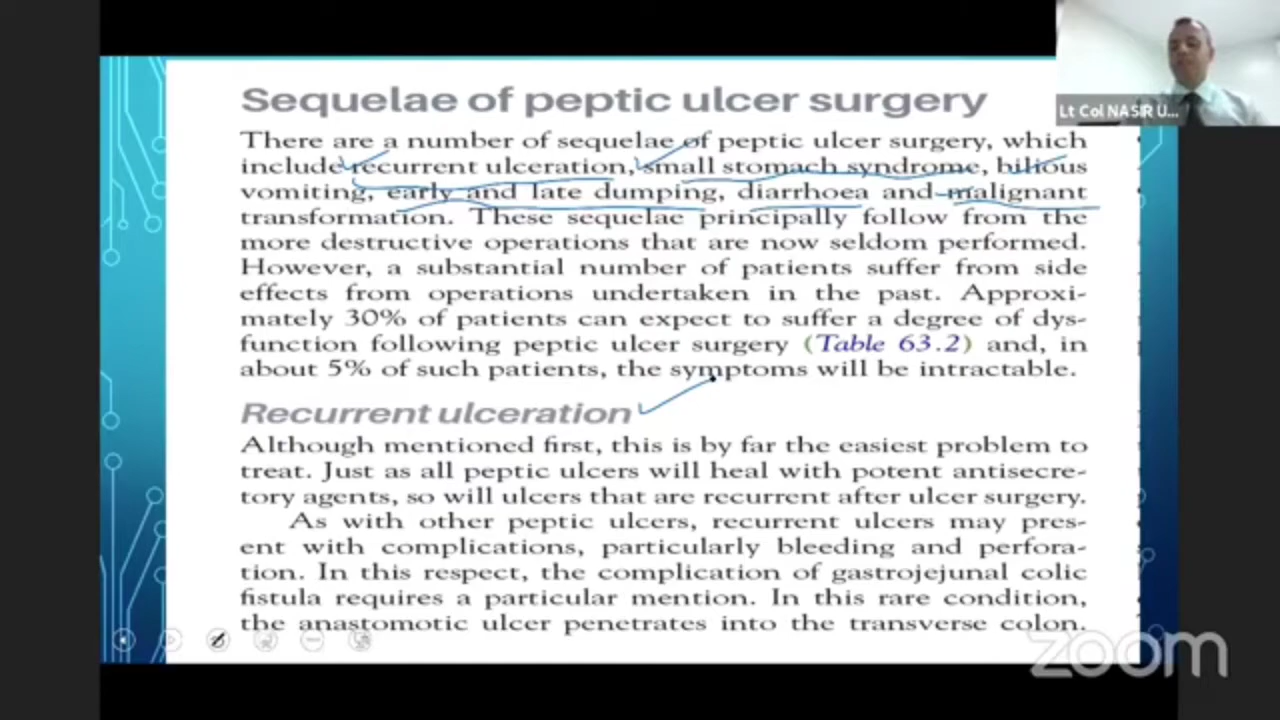 Lt Col NASIR U...
Sequelae of peptic ulcer surgery
There are a number of sequelae of peptic ulcer surgery, which
include recurrent ulceration, small stomach syndrome, bilious
vomiting, early and late dumping, diarrhoea and malignant
transformation. These sequelae principally follow from the
more destructive operations that are now seldom performed.
However, a substantial number of patients suffer from side
effects from operations undertaken in the past. Approxi-
mately 30% of patients can expect to suffer a degree of dys-
function following peptic ulcer surgery (Table 63.2) and, in
about 5% of such patients, the symptoms will be intractable.
Recurrent ulceration
Although mentioned first, this is by far the easiest problem to
treat. Just as all peptic ulcers will heal with potent antisecre-
tory agents, so will ulcers that are recurrent after ulcer surgery.
As with other peptic ulcers, recurrent ulcers may pres-
ent with complications, particularly bleeding and perfora-
tion. In this respect, the complication of gastrojejunal colic
fistula requires a particular mention. In this rare condition,
the anastomotic ulcer penetrates into the transverse colon.
zoom